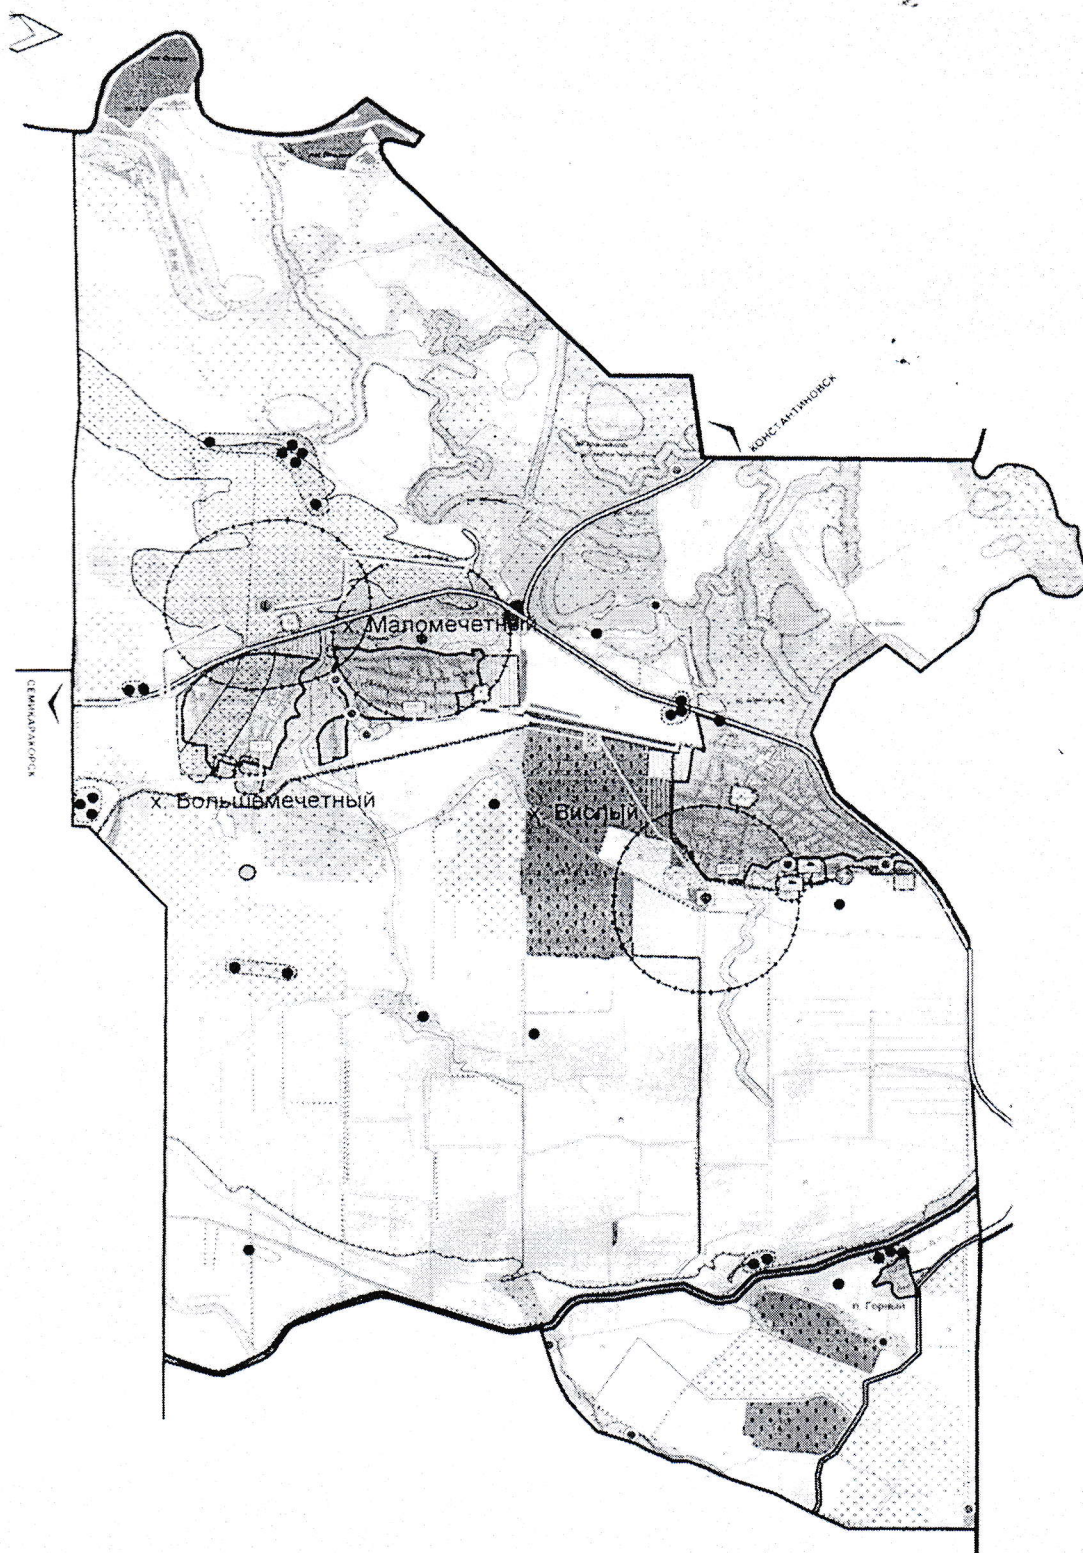 КОНСТАНТИНОВСК
х. Маломечетный
СЕМИКАРАКОРСК
х. Большемечетный
х. Вислый
п. Горный